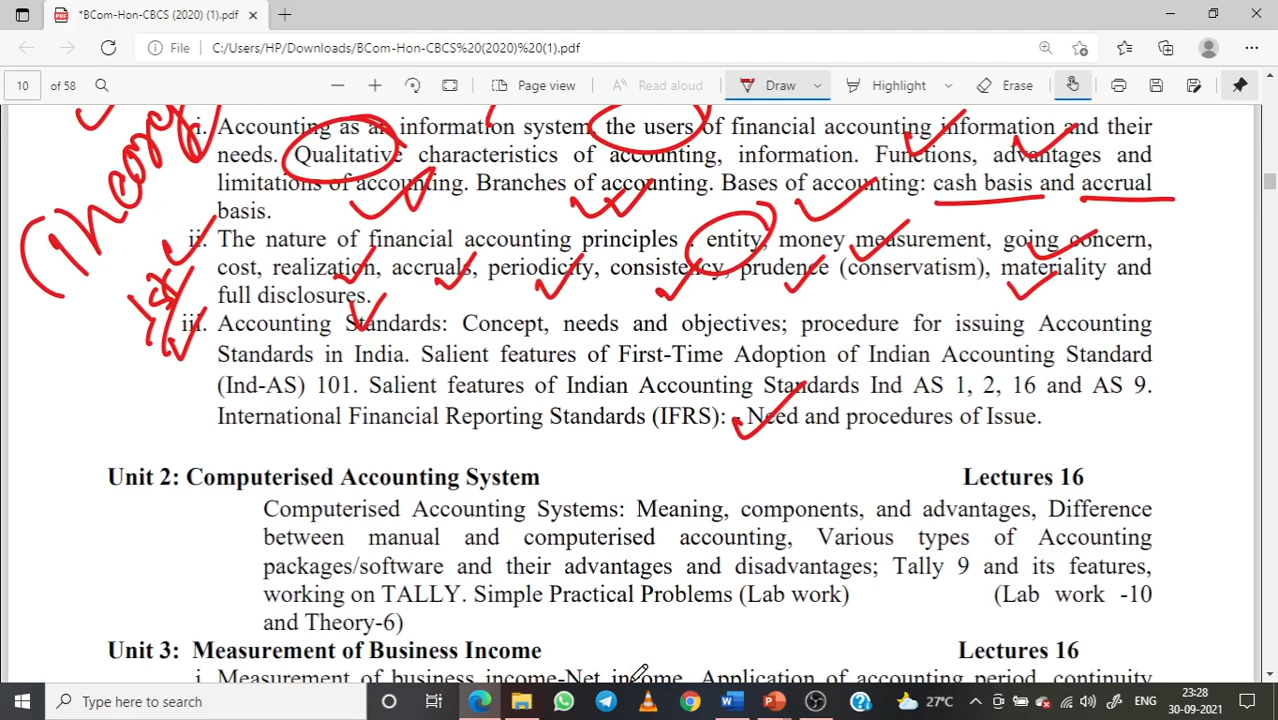 *BCom-Hon-CBCS (2020) (1).pdf
File C:/Users/HP/Downloads/BCom-Hon-CBCS%20(2020)%20(1).pdf
10 of 58 Page view Read aloud Draw Highlight Erase
Theory
i. Accounting as an information system, the users of financial accounting information and their
needs. Qualitative characteristics of accounting, information. Functions, advantages and
limitations of accounting. Branches of accounting. Bases of accounting: cash basis and accrual
basis.
ii. The nature of financial accounting principles : entity, money measurement, going concern,
cost, realization, accruals, periodicity, consistency, prudence (conservatism), materiality and
full disclosures.
1st
iii. Accounting Standards: Concept, needs and objectives; procedure for issuing Accounting
Standards in India. Salient features of First-Time Adoption of Indian Accounting Standard
(Ind-AS) 101. Salient features of Indian Accounting Standards Ind AS 1, 2, 16 and AS 9.
International Financial Reporting Standards (IFRS): - Need and procedures of Issue.
Unit 2: Computerised Accounting System Lectures 16
Computerised Accounting Systems: Meaning, components, and advantages, Difference
between manual and computerised accounting, Various types of Accounting
packages/software and their advantages and disadvantages; Tally 9 and its features,
working on TALLY. Simple Practical Problems (Lab work) (Lab work -10
and Theory-6)
Unit 3: Measurement of Business Income Lectures 16
i. Measurement of business income-Net income, Application of accounting period, continuity
Type here to search 27°C ENG 23:28
30-09-2021